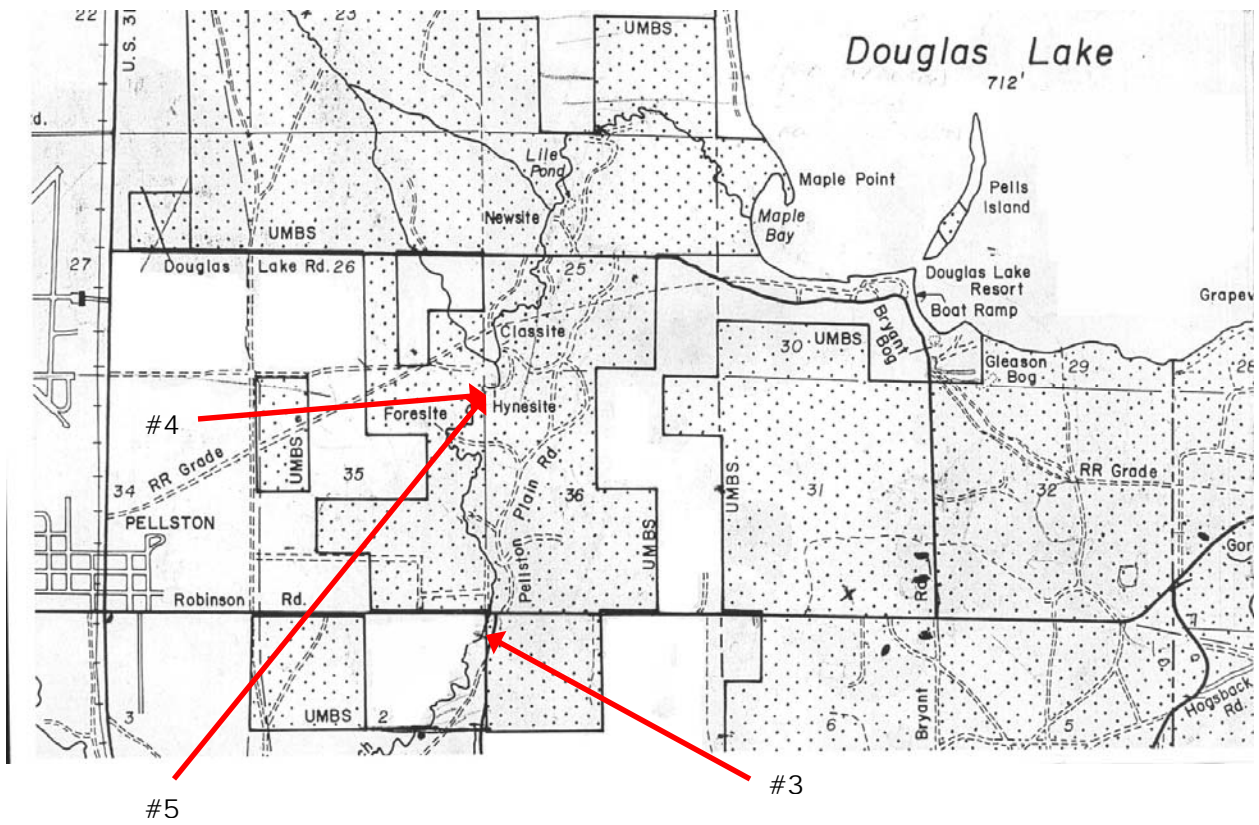 22
U.S. 31
23
UMBS
Douglas Lake
712'
Rd.
Lile
Pond
Maple Point
Pells
Island
Newsite
Maple
Bay
UMBS
27
Douglas Lake Rd. 26
25
Douglas Lake
Resort
Boat Ramp
Classite
Bryant
Bog
30
UMBS
Gleason
Bog
29
28
#4
Foresite
Hynesite
UMBS
35
34
RR Grade
Plain Rd.
36
UMBS
UMBS
31
32
RR Grade
PELLSTON
Pellston
Robinson Rd.
x
Rd.
3
UMBS
2
6
Bryant
5
Hogsback
Rd.
#3
#5